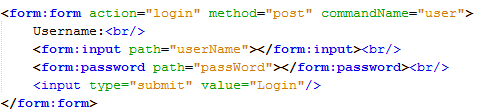 <form:form action="login" method="post" commandName="user">
Username:<br/>
<form:input path="userName"></form:input><br/>
<form:password path="passWord"></form:password><br/>
<input type="submit" value="Login"/>
</form:form>